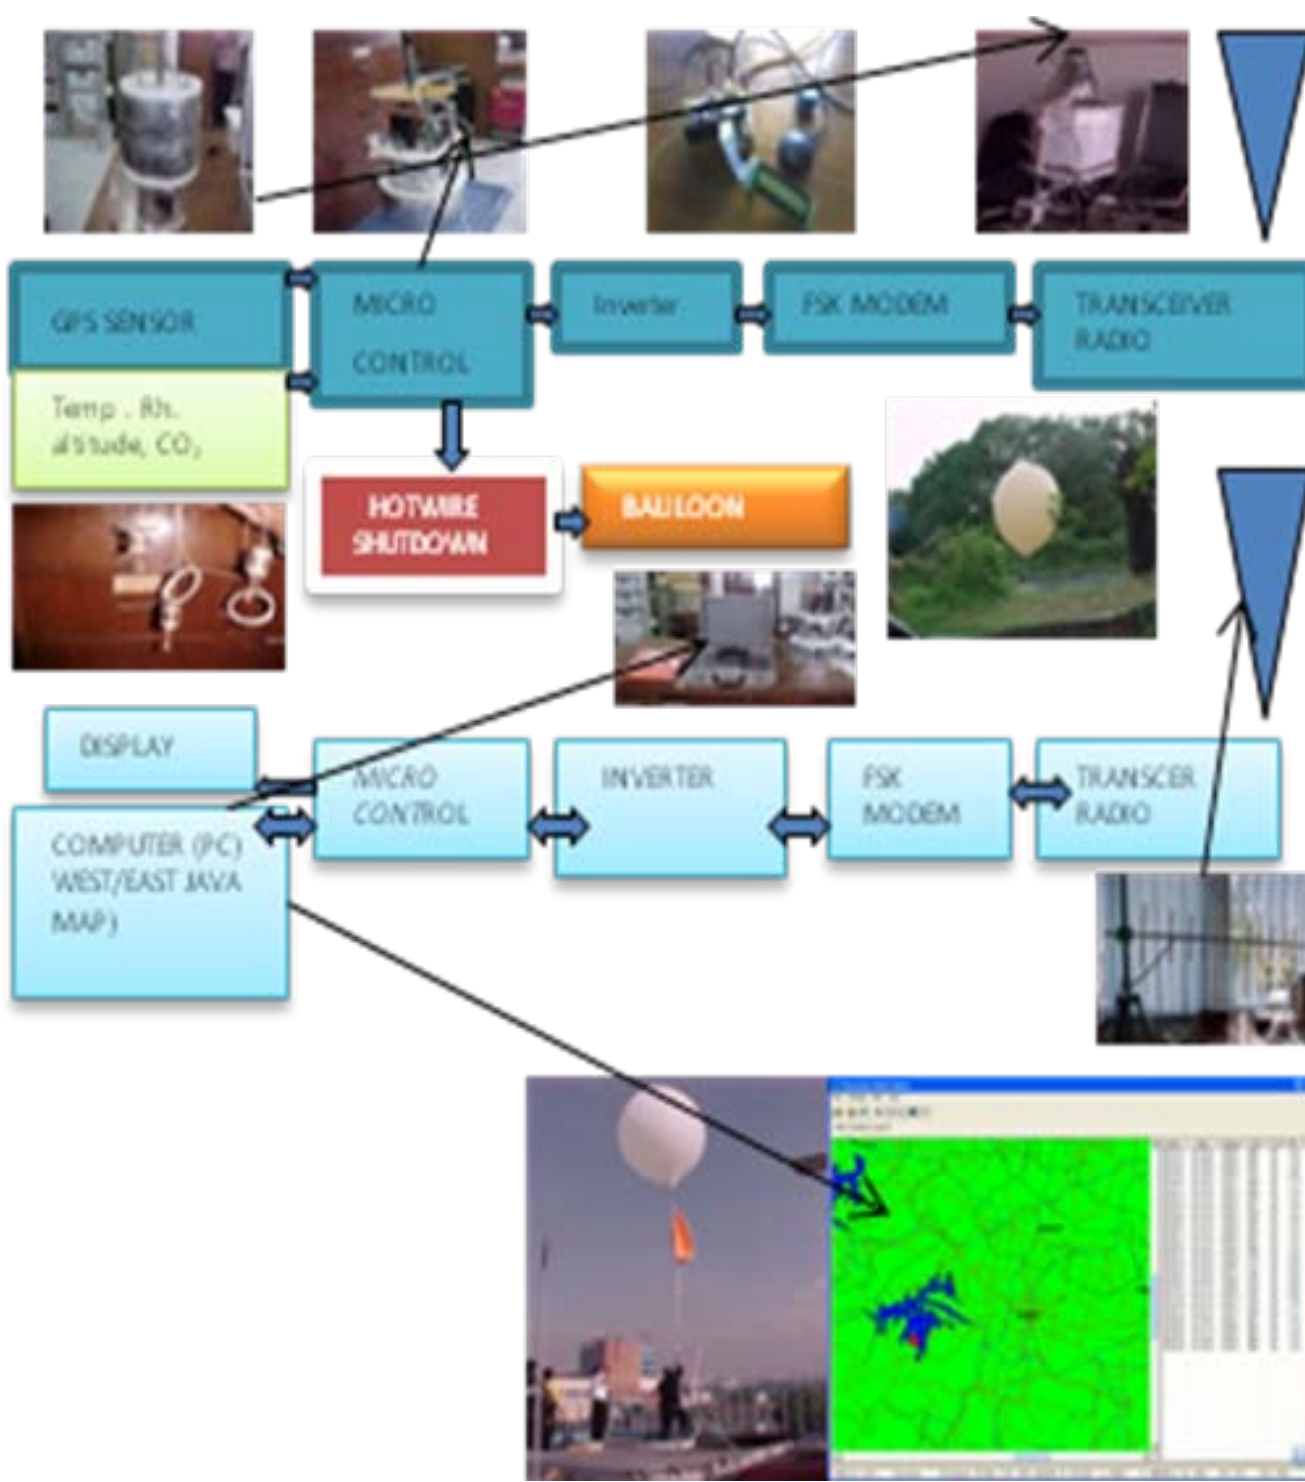 GPS SENSOR
MICRO
CONTROL
Inverter
FSK MODEM
TRANSCEIVER
RADIO
Temp . Rh.
altitude, CO₂
HOTWIRE
SHUTDOWN
BALLOON
DISPLAY
MICRO
CONTROL
INVERTER
FSK
MODEM
TRANSCER
RADIO
COMPUTER (PC)
WEST/EAST JAVA
MAP)